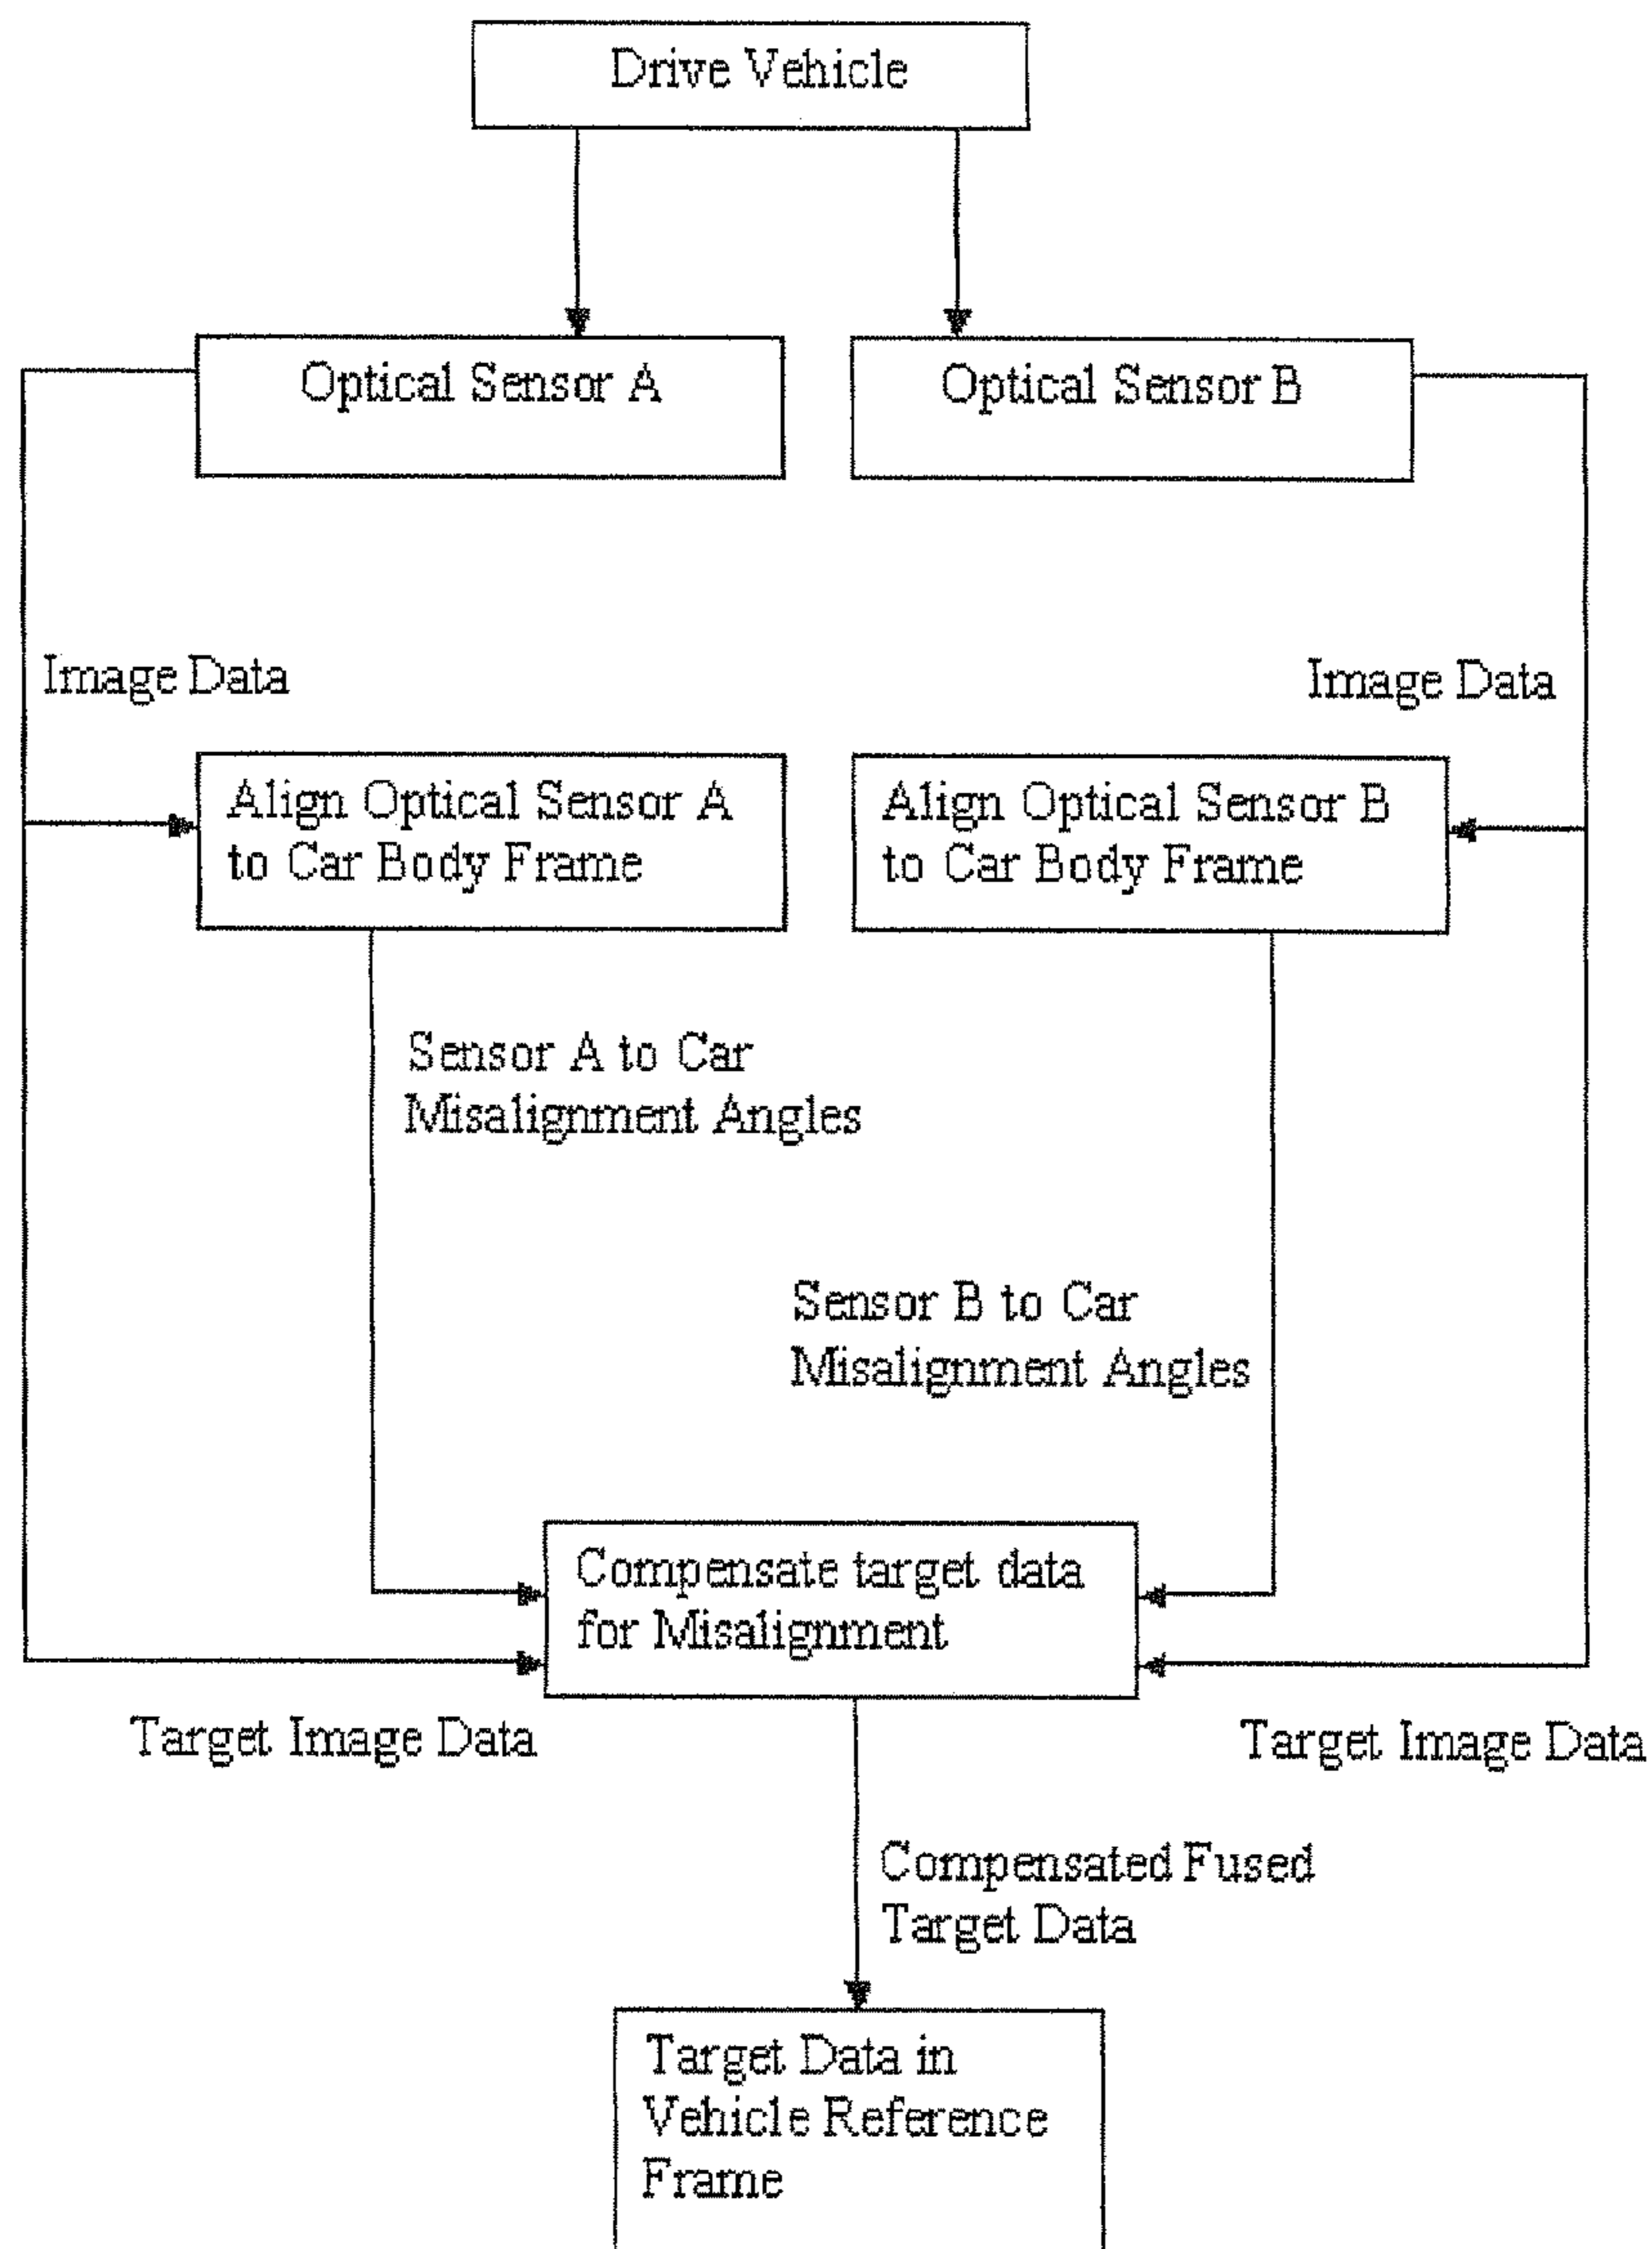 Drive Vehicle
Optical Sensor A
Optical Sensor B
Image Data
Image Data
Align Optical Sensor A
to Car Body Frame
Align Optical Sensor B
to Car Body Frame
Sensor A to Car
Misalignment Angles
Sensor B to Car
Misalignment Angles
Compensate target data
for Misalignment
Target Image Data
Target Image Data
Compensated Fused
Target Data
Target Data in
Vehicle Reference
Frame